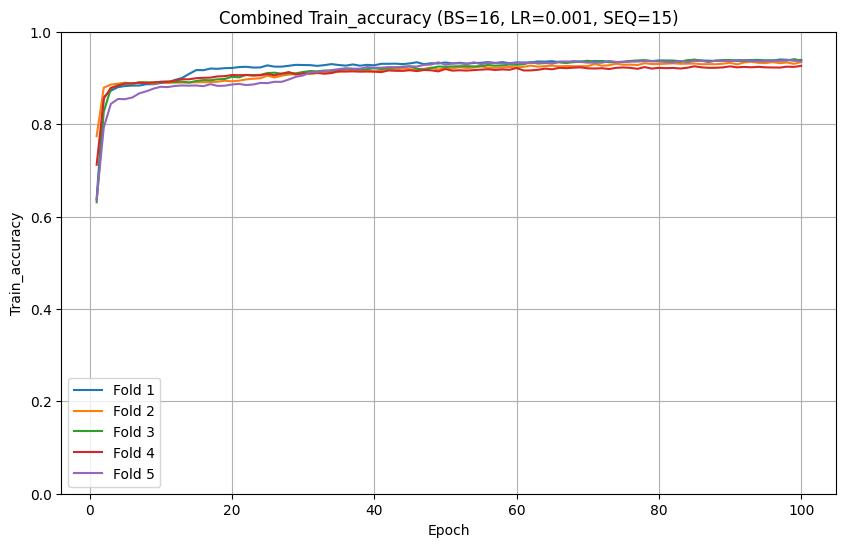 Combined Train_accuracy (BS=16, LR=0.001, SEQ=15)
Train_accuracy
1.0
0.8
0.6
0.4
0.2
0.0
Fold 1
Fold 2
Fold 3
Fold 4
Fold 5
0
20
40
60
80
100
Epoch